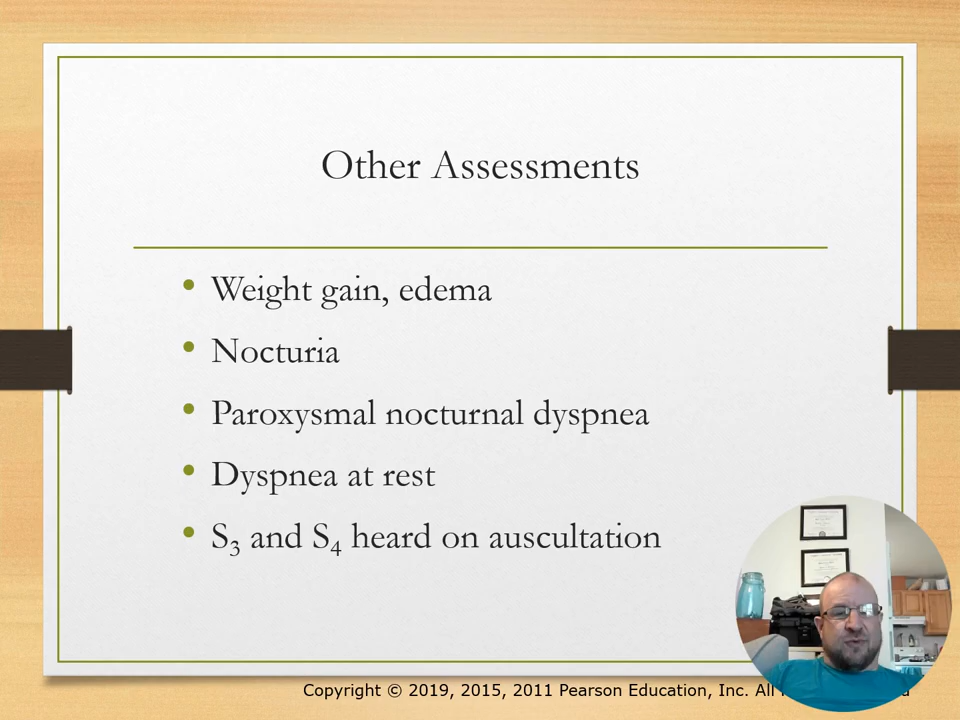 Other Assessments
• Weight gain, edema
• Nocturia
• Paroxysmal nocturnal dyspnea
• Dyspnea at rest
• S₃ and S₄ heard on auscultation
Copyright © 2019, 2015, 2011 Pearson Education, Inc. All